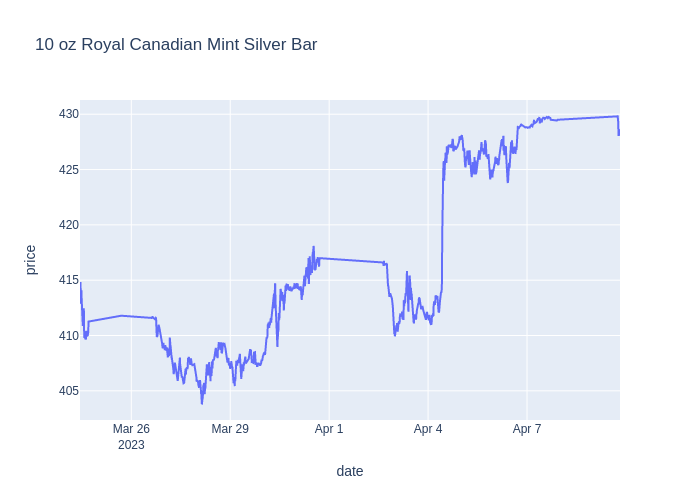 10 oz Royal Canadian Mint Silver Bar
430
425
420
415
410
405
price
Mar 26
2023
Mar 29
Apr 1
Apr 4
Apr 7
date